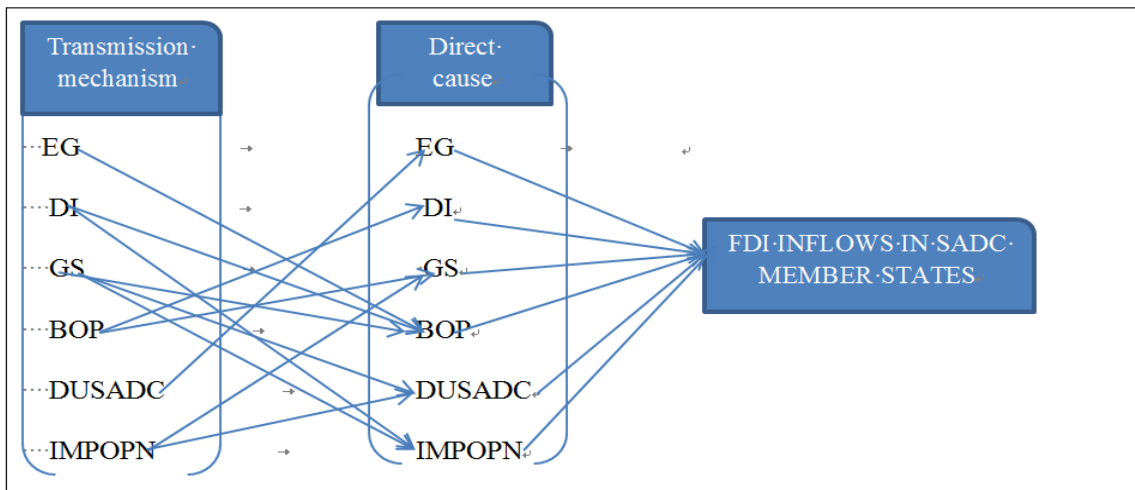 Transmission
mechanism
Direct
cause
EG
DI
GS
BOP
DUSADC
IMPOPN
EG
DI
GS
BOP
DUSADC
IMPOPN
FDI INFLOWS IN SADC
MEMBER STATES